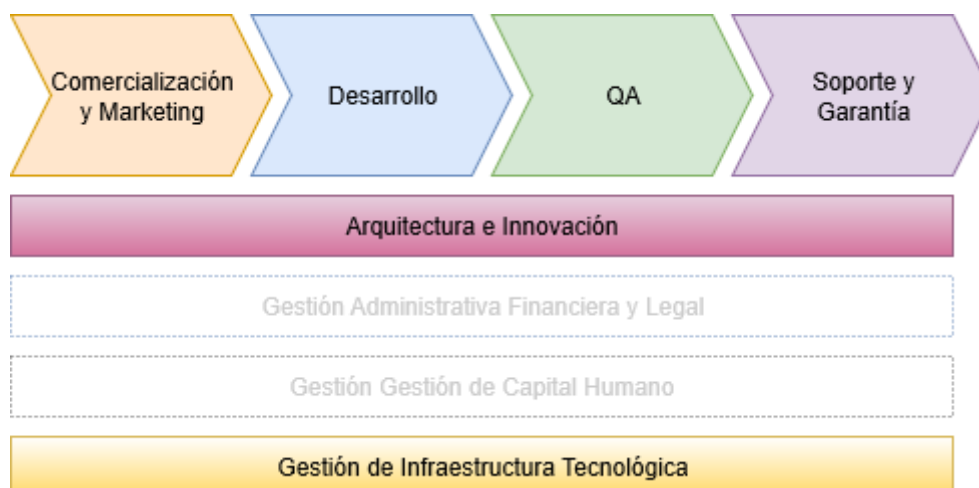 Comercialización
y Marketing
Desarrollo
QA
Soporte y
Garantía
Arquitectura e Innovación
Gestión Administrativa Financiera y Legal
Gestión Gestión de Capital Humano
Gestión de Infraestructura Tecnológica